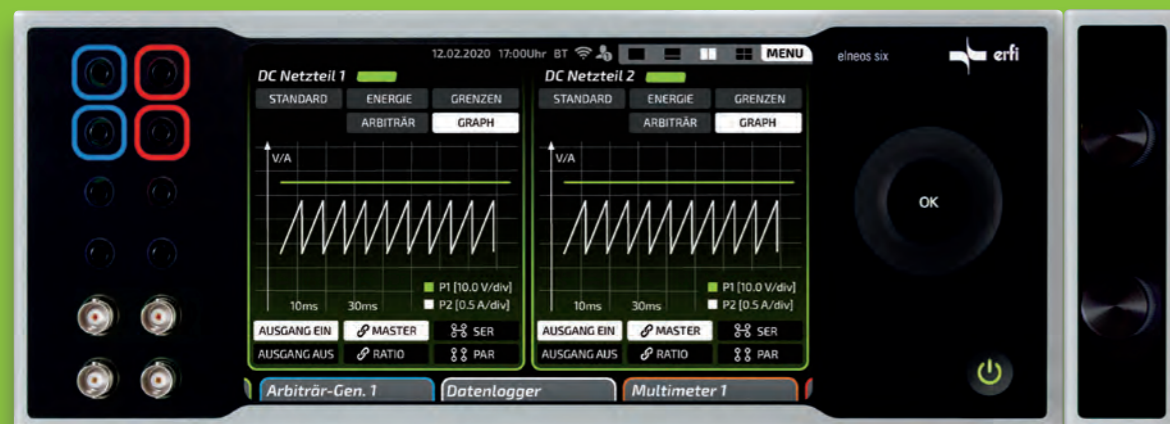 12.02.2020 17:00Uhr BT MENU
elneos six
erfi
DC Netzteil 1
STANDARD ENERGIE GRENZEN
ARBITRÄR GRAPH
V/A
P1 [10.0 V/div]
10ms 30ms P2 [0.5 A/div]
AUSGANG EIN MASTER SER
AUSGANG AUS RATIO PAR
DC Netzteil 2
STANDARD ENERGIE GRENZEN
ARBITRÄR GRAPH
V/A
P1 [10.0 V/div]
10ms 30ms P2 [0.5 A/div]
AUSGANG EIN MASTER SER
AUSGANG AUS RATIO PAR
Arbiträr-Gen. 1 Datenlogger Multimeter 1
OK